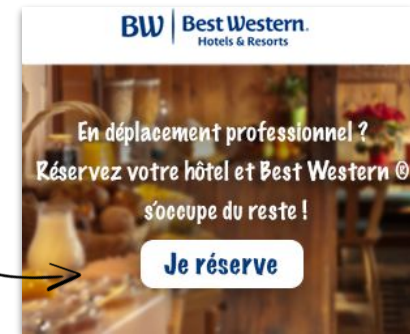 BW Best Western.
Hotels & Resorts
En déplacement professionnel ?
Réservez votre hôtel et Best Western ®
s'occupe du reste !
Je réserve